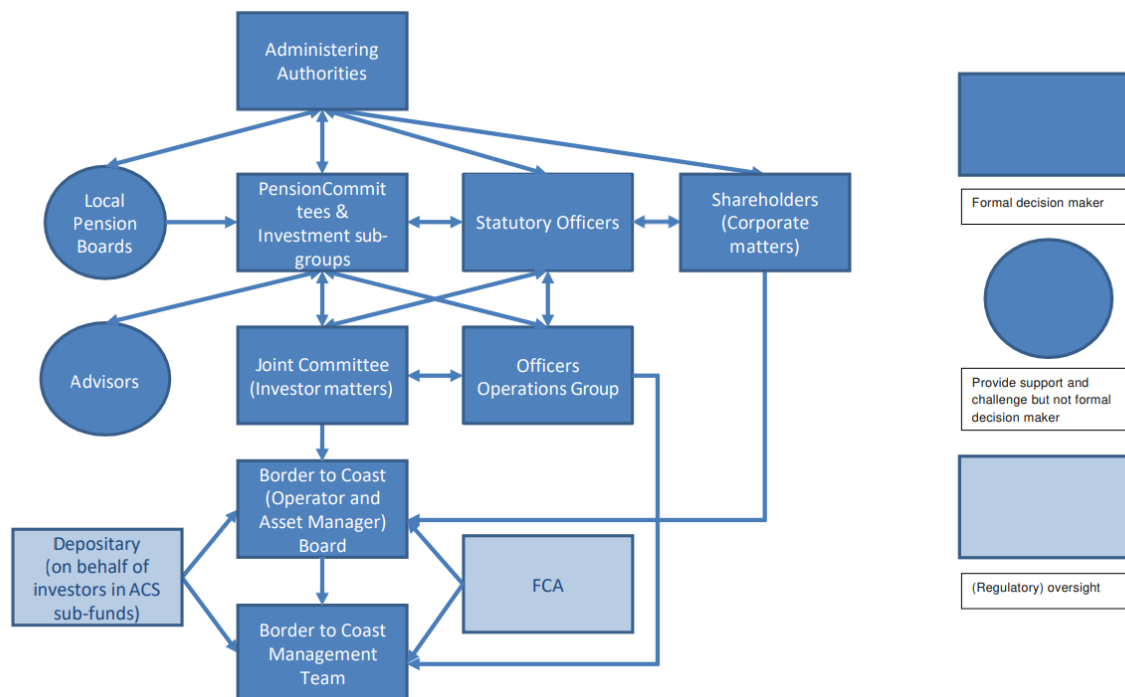 Administering
Authorities
Local
Pension
Boards
PensionCommit
tees &
Investment sub-
groups
Statutory Officers
Shareholders
(Corporate
matters)
Formal decision maker
Advisors
Joint Committee
(Investor matters)
Officers
Operations Group
Provide support and
challenge but not formal
decision maker
Border to Coast
(Operator and
Asset Manager)
Board
Depositary
(on behalf of
investors in ACS
sub-funds)
FCA
(Regulatory) oversight
Border to Coast
Management
Team